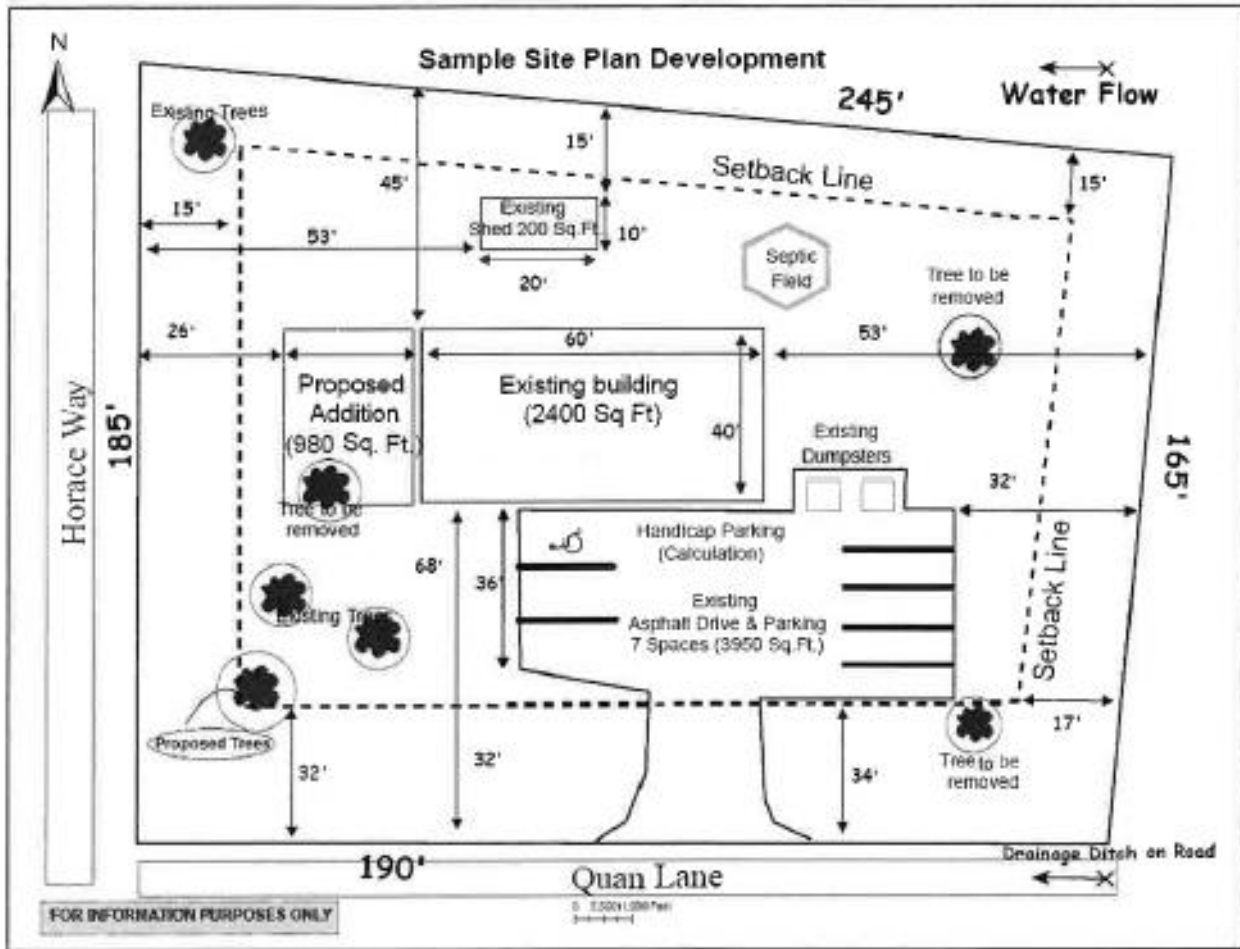 N
Sample Site Plan Development
Water Flow
245'
Existing Trees
15'
Setback Line
45'
15'
15'
Existing
Shed 200 Sq.Ft.
10'
53'
20'
Septic
Field
Tree to be
removed
26'
60'
53'
Proposed
Addition
(980 Sq. Ft.)
Existing building
(2400 Sq Ft)
40'
Existing
Dumpsters
Horace Way
185'
165'
32'
Tree to be
removed
Handicap Parking
(Calculation)
68'
36'
Existing
Asphalt Drive & Parking
7 Spaces (3950 Sq.Ft.)
Existing Trees
Setback Line
Proposed Trees
17'
32'
32'
34'
Tree to be
removed
Drainage Ditch on Road
190'
Quan Lane
FOR INFORMATION PURPOSES ONLY